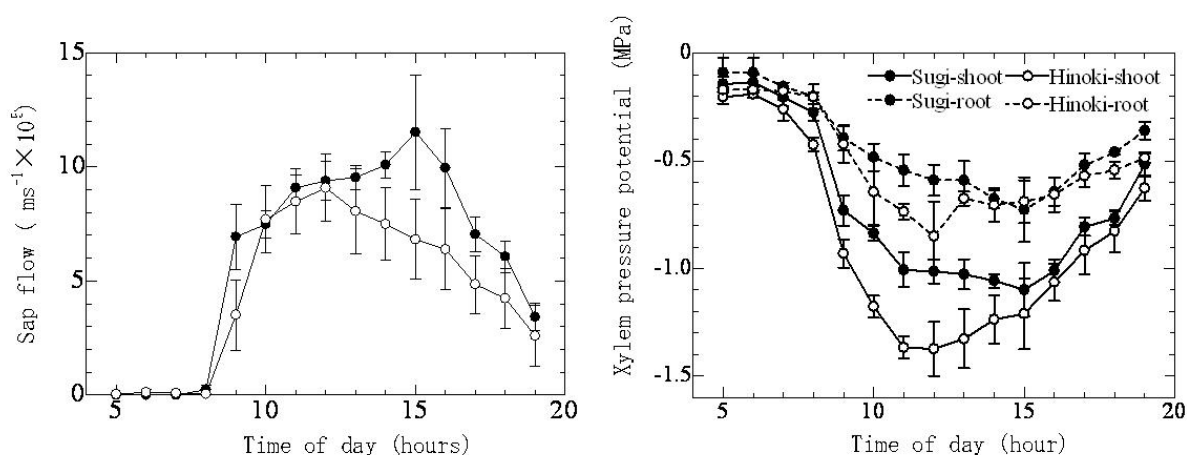 Sap flow ( ms⁻¹×10⁵)
15
10
5
0
5 10 15 20
Time of day (hours)
Xylem pressure potential (MPa)
0
-0.5
-1.0
-1.5
Sugi-shoot Hinoki-shoot
Sugi-root Hinoki-root
5 10 15 20
Time of day (hour)